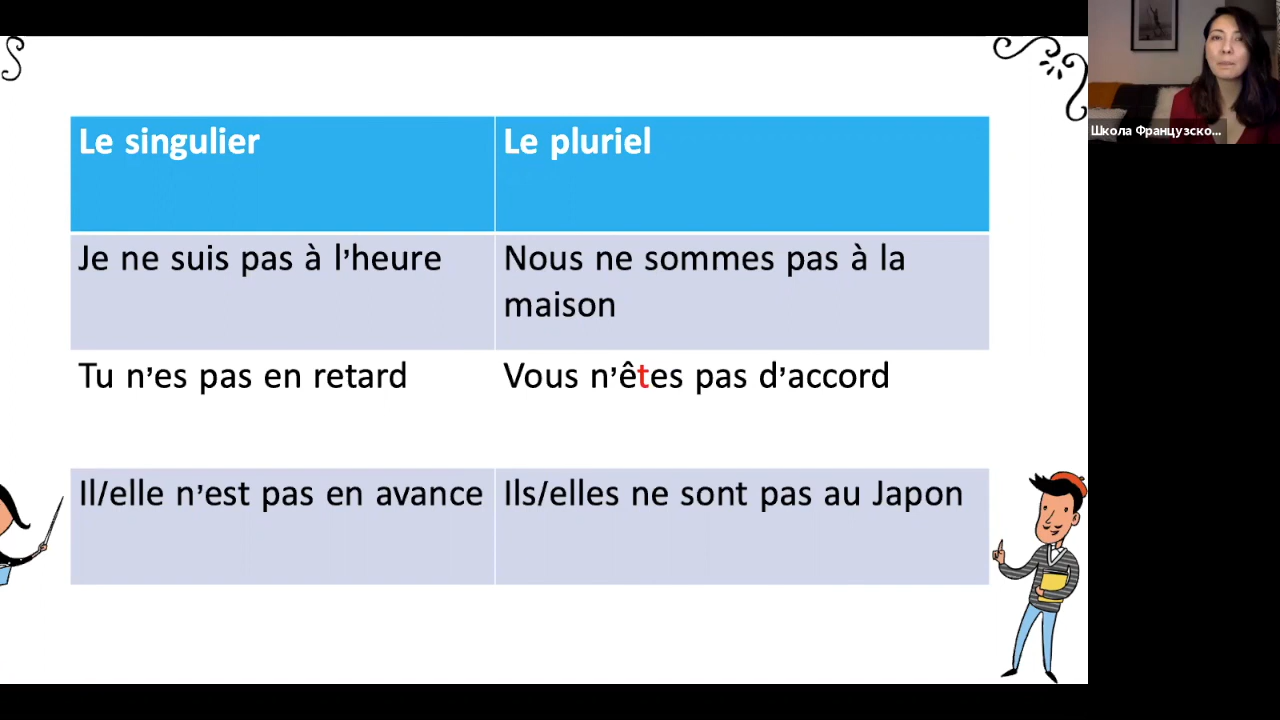 Le singulier
Le pluriel
Je ne suis pas à l’heure
Nous ne sommes pas à la
maison
Tu n’es pas en retard
Vous n’êtes pas d’accord
Il/elle n’est pas en avance
Ils/elles ne sont pas au Japon
Школа Французско...